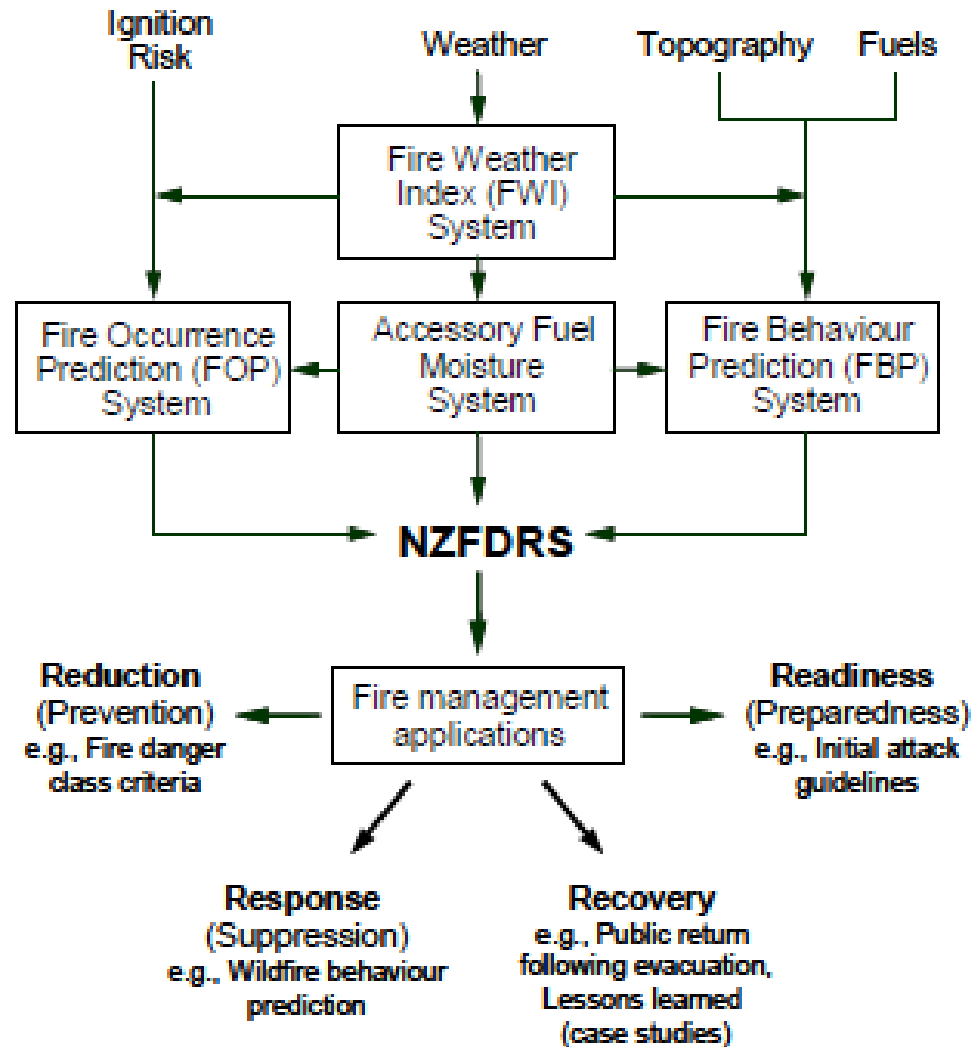 Ignition
Risk
Weather
Topography
Fuels
Fire Weather
Index (FWI)
System
Fire Occurrence
Prediction (FOP)
System
Accessory Fuel
Moisture
System
Fire Behaviour
Prediction (FBP)
System
NZFDRS
Reduction
(Prevention)
e.g., Fire danger
class criteria
Fire management
applications
Readiness
(Preparedness)
e.g., Initial attack
guidelines
Response
(Suppression)
e.g., Wildfire behaviour
prediction
Recovery
e.g., Public return
following evacuation,
Lessons learned
(case studies)